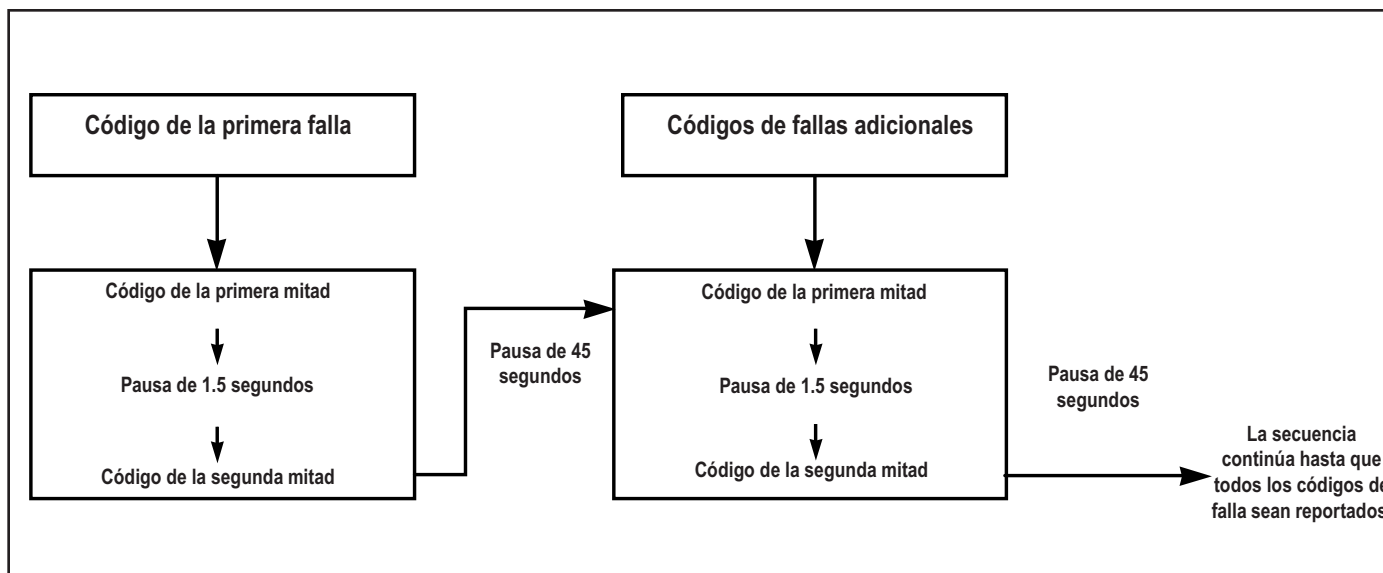 Código de la primera falla
Códigos de fallas adicionales
Código de la primera mitad
Pausa de 1.5 segundos
Código de la segunda mitad
Pausa de 45
segundos
Código de la primera mitad
Pausa de 1.5 segundos
Código de la segunda mitad
Pausa de 45
segundos
La secuencia
continúa hasta que
todos los códigos de
falla sean reportados